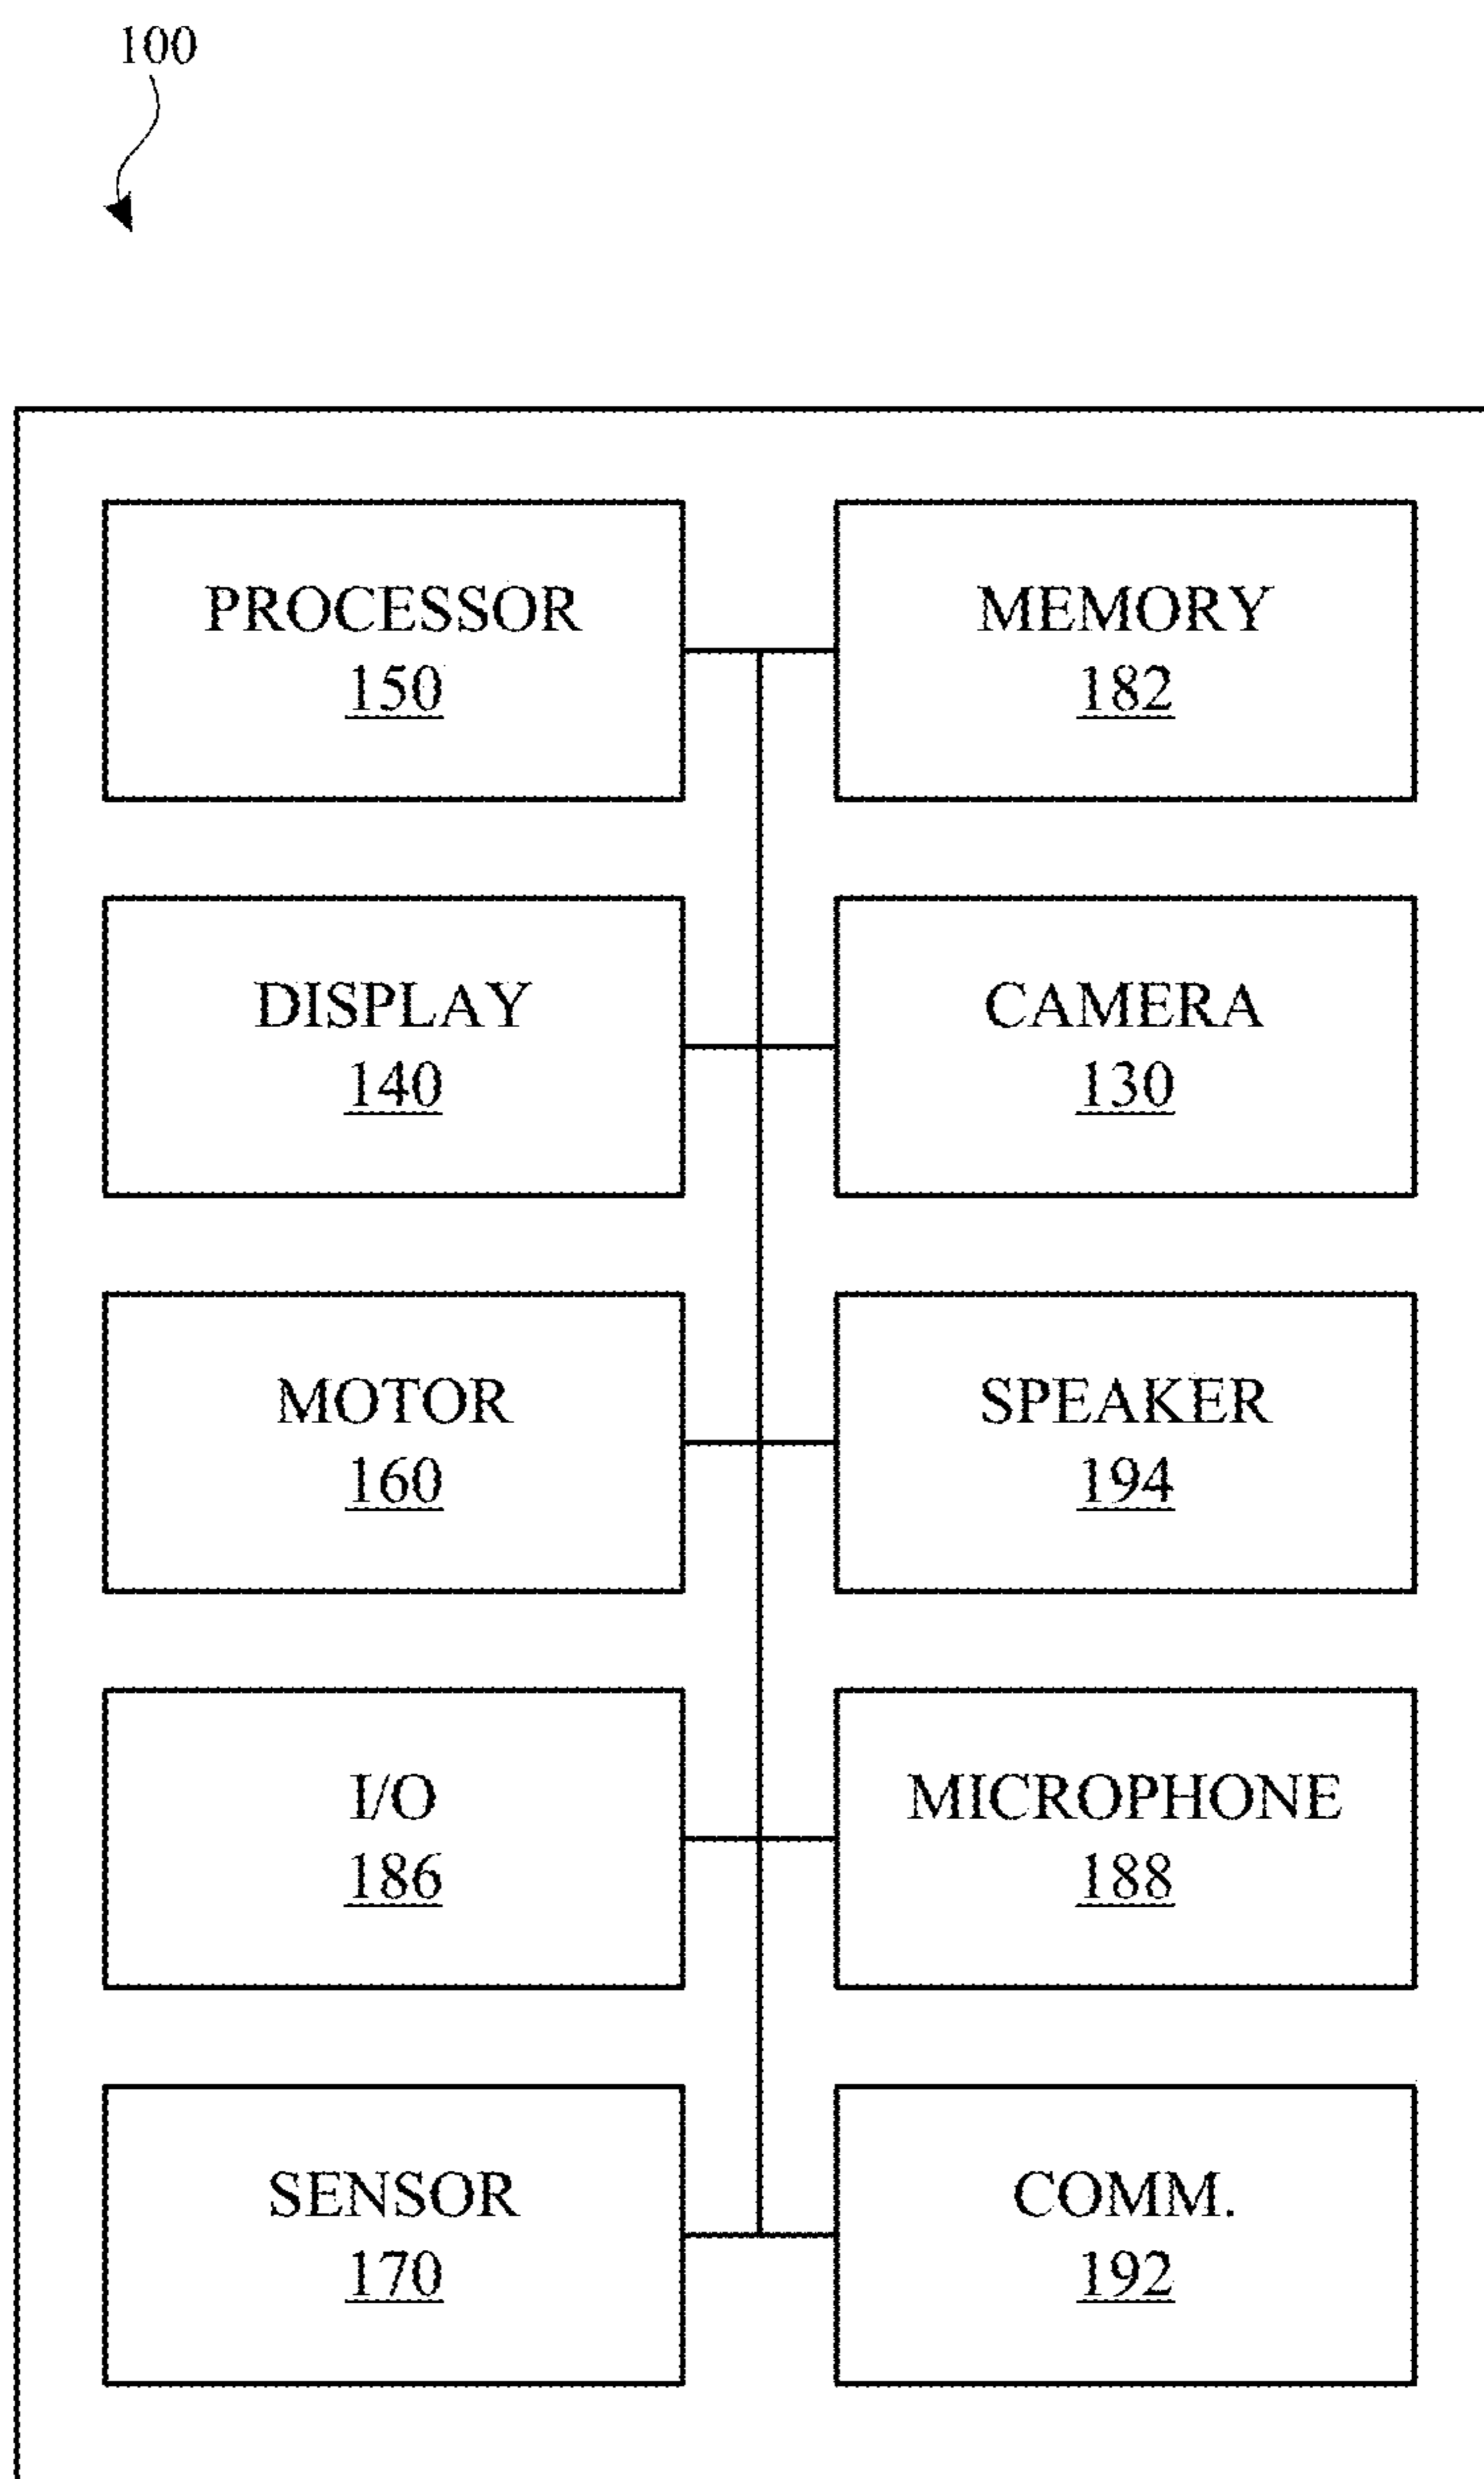 100
PROCESSOR
150
MEMORY
182
DISPLAY
140
CAMERA
130
MOTOR
160
SPEAKER
194
I/O
186
MICROPHONE
188
SENSOR
170
COMM.
192